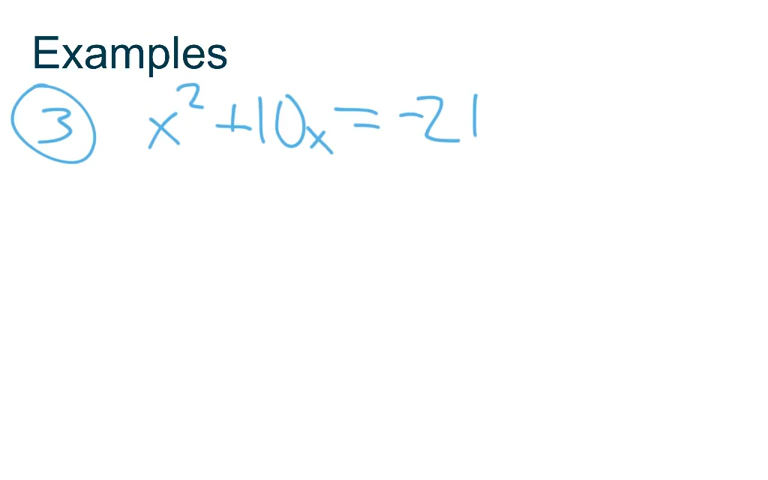 Examples
3 x² +10x = -21